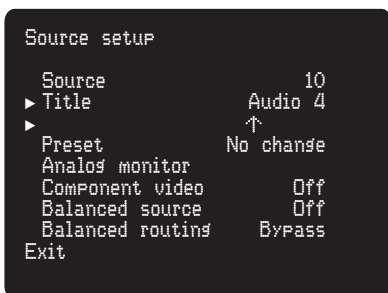 Source setup
Source 10
▶ Title Audio 4
▶ ↑
Preset No change
Analog monitor
Component video Off
Balanced source Off
Balanced routing Bypass
Exit